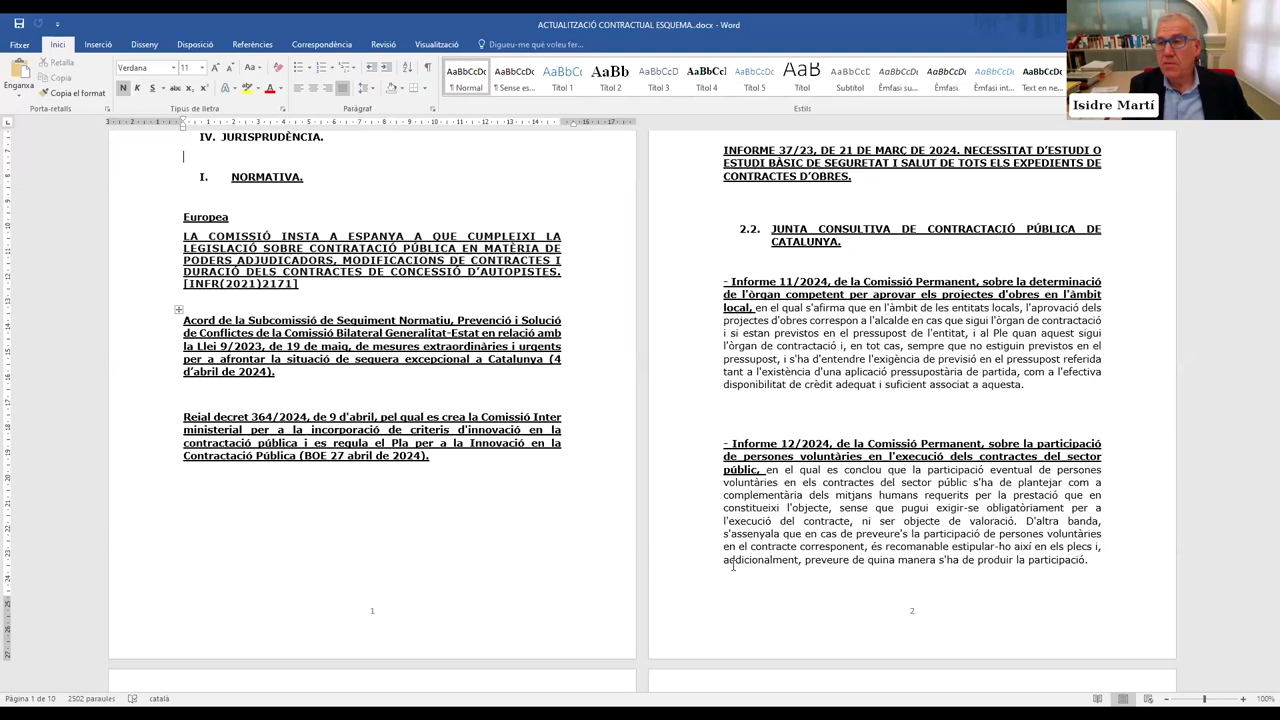 ACTUALITZACIÓ CONTRACTUAL ESQUEMA..docx - Word
Fitxer Inici Inserció Disseny Disposició Referències Correspondència Revisió Visualització Digueu-me què voleu fer...
Enganxa
Retalla
Copia
Copia el format
Verdana 11
AaBbCcDc AaBbCcDc AaBbC AaBb AaBbCcD AaBbCcI AaBbCcD AaB AaBbCcD AaBbCcDc AaBbCcDc AaBbCcDc
¶ Normal ¶ Sense es... Títol 1 Títol 2 Títol 3 Títol 4 Títol 5 Títol Subtítol Èmfasi sub... Èmfasi Èmfasi int... Text en ne...
Porta-retalls Tipus de lletra Paràgraf Estils
Isidre Martí
IV. JURISPRUDÈNCIA.
I. NORMATIVA.
Europea
LA COMISSIÓ INSTA A ESPANYA A QUE CUMPLEIXI LA
LEGISLACIÓ SOBRE CONTRATACIÓ PÚBLICA EN MATÈRIA DE
PODERS ADJUDICADORS, MODIFICACIONS DE CONTRACTES I
DURACIÓ DELS CONTRACTES DE CONCESSIÓ D'AUTOPISTES.
[INFR(2021)2171]
Acord de la Subcomissió de Seguiment Normatiu, Prevenció i Solució
de Conflictes de la Comissió Bilateral Generalitat-Estat en relació amb
la Llei 9/2023, de 19 de maig, de mesures extraordinàries i urgents
per a afrontar la situació de sequera excepcional a Catalunya (4
d'abril de 2024).
Reial decret 364/2024, de 9 d'abril, pel qual es crea la Comissió Inter
ministerial per a la incorporació de criteris d'innovació en la
contractació pública i es regula el Pla per a la Innovació en la
Contractació Pública (BOE 27 abril de 2024).
1
INFORME 37/23, DE 21 DE MARÇ DE 2024. NECESSITAT D'ESTUDI O
ESTUDI BÀSIC DE SEGURETAT I SALUT DE TOTS ELS EXPEDIENTS DE
CONTRACTES D'OBRES.
2.2. JUNTA CONSULTIVA DE CONTRACTACIÓ PÚBLICA DE
CATALUNYA.
- Informe 11/2024, de la Comissió Permanent, sobre la determinació
de l'òrgan competent per aprovar els projectes d'obres en l'àmbit
local, en el qual s'afirma que en l'àmbit de les entitats locals, l'aprovació dels
projectes d'obres correspon a l'alcalde en cas que sigui l'òrgan de contractació
i si estan previstos en el pressupost de l'entitat, i al Ple quan aquest sigui
l'òrgan de contractació i, en tot cas, sempre que no estiguin previstos en el
pressupost, i s'ha d'entendre l'exigència de previsió en el pressupost referida
tant a l'existència d'una aplicació pressupostària de partida, com a l'efectiva
disponibilitat de crèdit adequat i suficient associat a aquesta.
- Informe 12/2024, de la Comissió Permanent, sobre la participació
de persones voluntàries en l'execució dels contractes del sector
públic, en el qual es conclou que la participació eventual de persones
voluntàries en els contractes del sector públic s'ha de plantejar com a
complementària dels mitjans humans requerits per la prestació que en
constitueixi l'objecte, sense que pugui exigir-se obligatòriament per a
l'execució del contracte, ni ser objecte de valoració. D'altra banda,
s'assenyala que en cas de preveure's la participació de persones voluntàries
en el contracte corresponent, és recomanable estipular-ho així en els plecs i,
addicionalment, preveure de quina manera s'ha de produir la participació.
2
Pàgina 1 de 10 2502 paraules català 100%